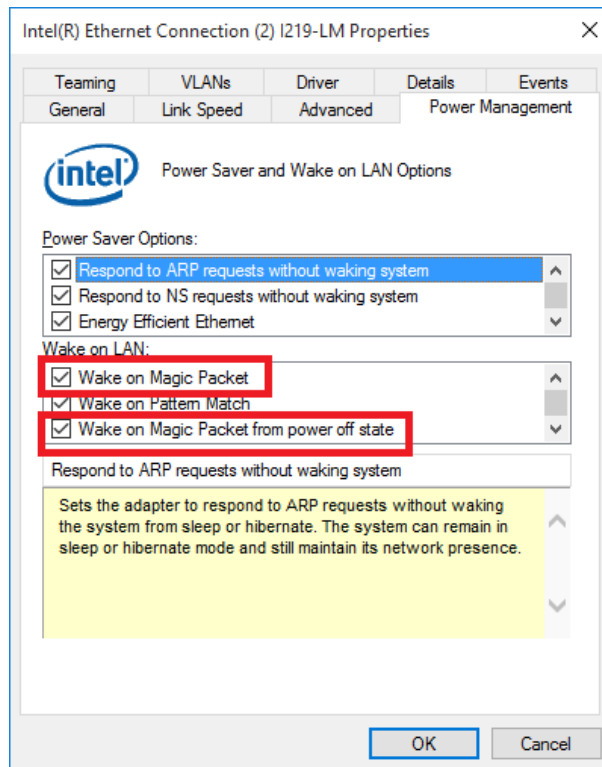 Intel(R) Ethernet Connection (2) I219-LM Properties
Teaming VLANs Driver Details Events
General Link Speed Advanced Power Management
intel
Power Saver and Wake on LAN Options
Power Saver Options:
Respond to ARP requests without waking system
Respond to NS requests without waking system
Energy Efficient Ethernet
Wake on LAN:
Wake on Magic Packet
Wake on Pattern Match
Wake on Magic Packet from power off state
Respond to ARP requests without waking system
Sets the adapter to respond to ARP requests without waking
the system from sleep or hibernate. The system can remain in
sleep or hibernate mode and still maintain its network presence.
OK Cancel